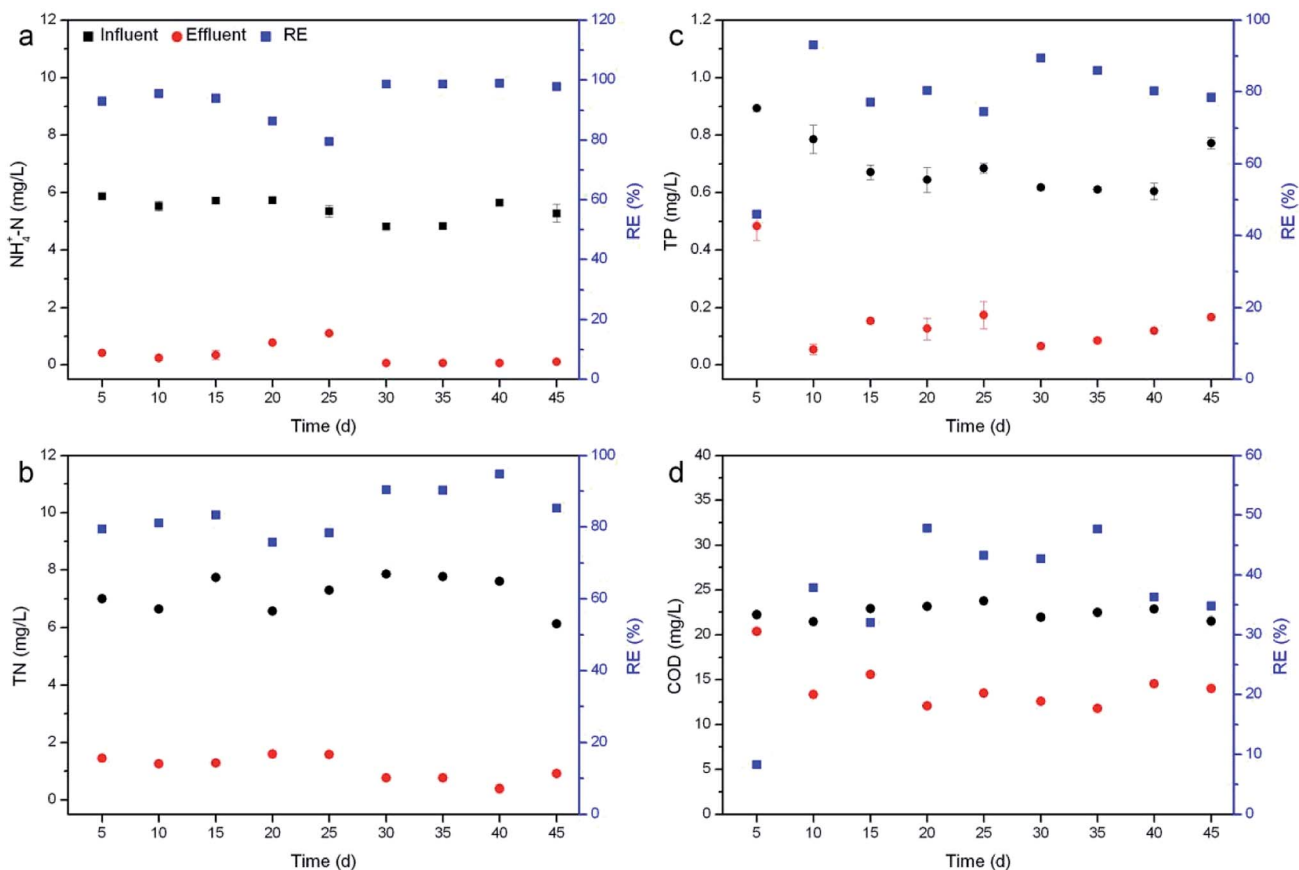 a
Influent Effluent RE
12
10
8
6
4
2
0
NH₄⁺-N (mg/L)
120
100
80
60
40
20
0
RE (%)
5 10 15 20 25 30 35 40 45
Time (d)
c
1.2
1.0
0.8
0.6
0.4
0.2
0.0
TP (mg/L)
100
80
60
40
20
0
RE (%)
5 10 15 20 25 30 35 40 45
Time (d)
b
12
10
8
6
4
2
0
TN (mg/L)
100
80
60
40
20
0
RE (%)
5 10 15 20 25 30 35 40 45
Time (d)
d
40
35
30
25
20
15
10
5
0
COD (mg/L)
60
50
40
30
20
10
0
RE (%)
5 10 15 20 25 30 35 40 45
Time (d)